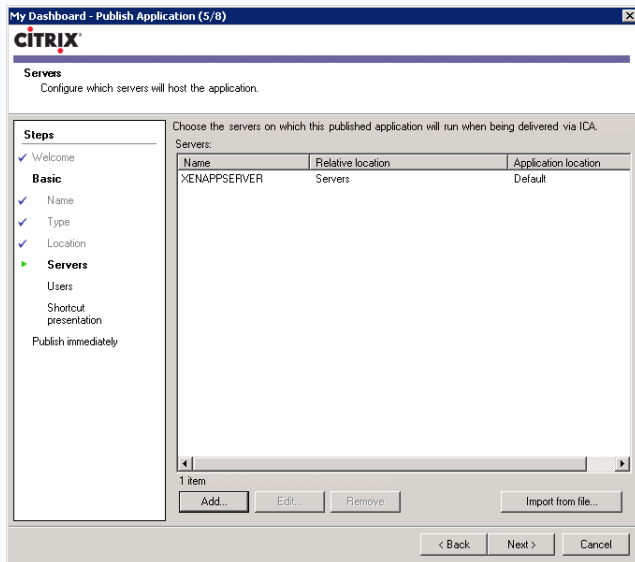 My Dashboard - Publish Application (5/8)
CITRIX
Servers
Configure which servers will host the application.
Steps
Welcome
Basic
Name
Type
Location
Servers
Users
Shortcut
presentation
Publish immediately
Choose the servers on which this published application will run when being delivered via ICA.
Servers:
Name Relative location Application location
XENAPPSERVER Servers Default
1 item
Add... Edit... Remove Import from file...
< Back Next > Cancel